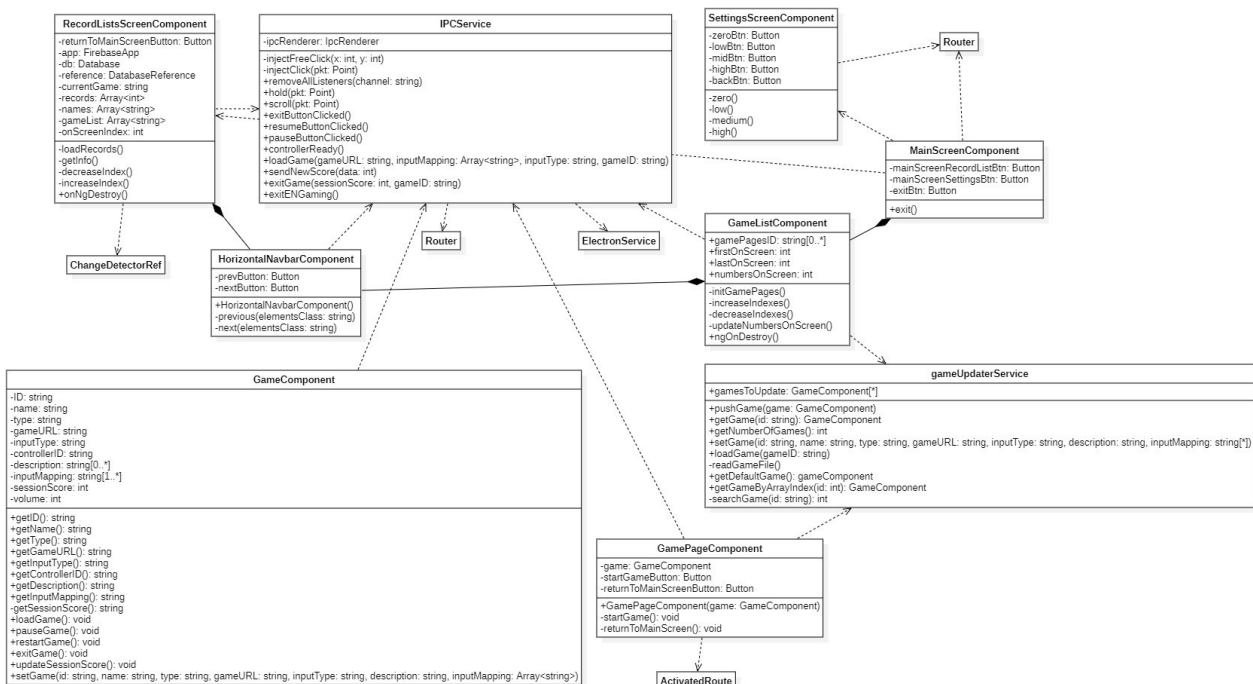 RecordListsScreenComponent
-returnToMainScreenButton: Button
-app: FirebaseApp
-db: Database
-reference: DatabaseReference
-currentGame: string
-records: Array<int>
-names: Array<string>
-gameList: Array<string>
-onScreenIndex: int
-loadRecords()
-getInfo()
-decreaseIndex()
-increaseIndex()
+onNgDestroy()
IPCService
-ipcRenderer: IpcRenderer
-injectFreeClick(x: int, y: int)
-injectClick(pkt: Point)
+removeAllListeners(channel: string)
+hold(pkt: Point)
+scroll(pkt: Point)
+exitButtonClicked()
+resumeButtonClicked()
+pauseButtonClicked()
+controllerReady()
+loadGame(gameURL: string, inputMapping: Array<string>, inputType: string, gameID: string)
+sendNewScore(data: int)
+exitGame(sessionScore: int, gameID: string)
+exitENGaming()
SettingsScreenComponent
-zeroBtn: Button
-lowBtn: Button
-midBtn: Button
-highBtn: Button
-backBtn: Button
-zero()
-low()
-medium()
-high()
Router
MainScreenComponent
-mainScreenRecordListBtn: Button
-mainScreenSettingsBtn: Button
-exitBtn: Button
+exit()
ChangeDetectorRef
HorizontalNavbarComponent
-prevButton: Button
-nextButton: Button
+HorizontalNavbarComponent()
-previous(elementsClass: string)
-next(elementsClass: string)
Router
ElectronService
GameListComponent
+gamePagesID: string[0..*]
+firstOnScreen: int
+lastOnScreen: int
+numbersOnScreen: int
-initGamePages()
-increaseIndexes()
-decreaseIndexes()
-updateNumbersOnScreen()
+ngOnDestroy()
GameComponent
-ID: string
-name: string
-type: string
-gameURL: string
-inputType: string
-controllerID: string
-description: string[0..*]
-inputMapping: string[1..*]
-sessionScore: int
-volume: int
+getID(): string
+getName(): string
+getType(): string
+getGameURL(): string
+getInputType(): string
+getControllerID(): string
+getDescription(): string
+getInputMapping(): string
-getSessionScore(): string
+loadGame(): void
+pauseGame(): void
+restartGame(): void
+exitGame(): void
+updateSessionScore(): void
+setGame(id: string, name: string, type: string, gameURL: string, inputType: string, description: string, inputMapping: Array<string>)
gameUpdaterService
+gamesToUpdate: GameComponent[*]
+pushGame(game: GameComponent)
+getGame(id: string): GameComponent
+getNumberOfGames(): int
+setGame(id: string, name: string, type: string, gameURL: string, inputType: string, description: string, inputMapping: string[*])
+loadGame(gameID: string)
-readGameFile()
+getDefaultGame(): gameComponent
+getGameByArrayIndex(id: int): GameComponent
-searchGame(id: string): int
GamePageComponent
-game: GameComponent
-startGameButton: Button
-returnToMainScreenButton: Button
+GamePageComponent(game: GameComponent)
-startGame(): void
-returnToMainScreen(): void
ActivatedRoute